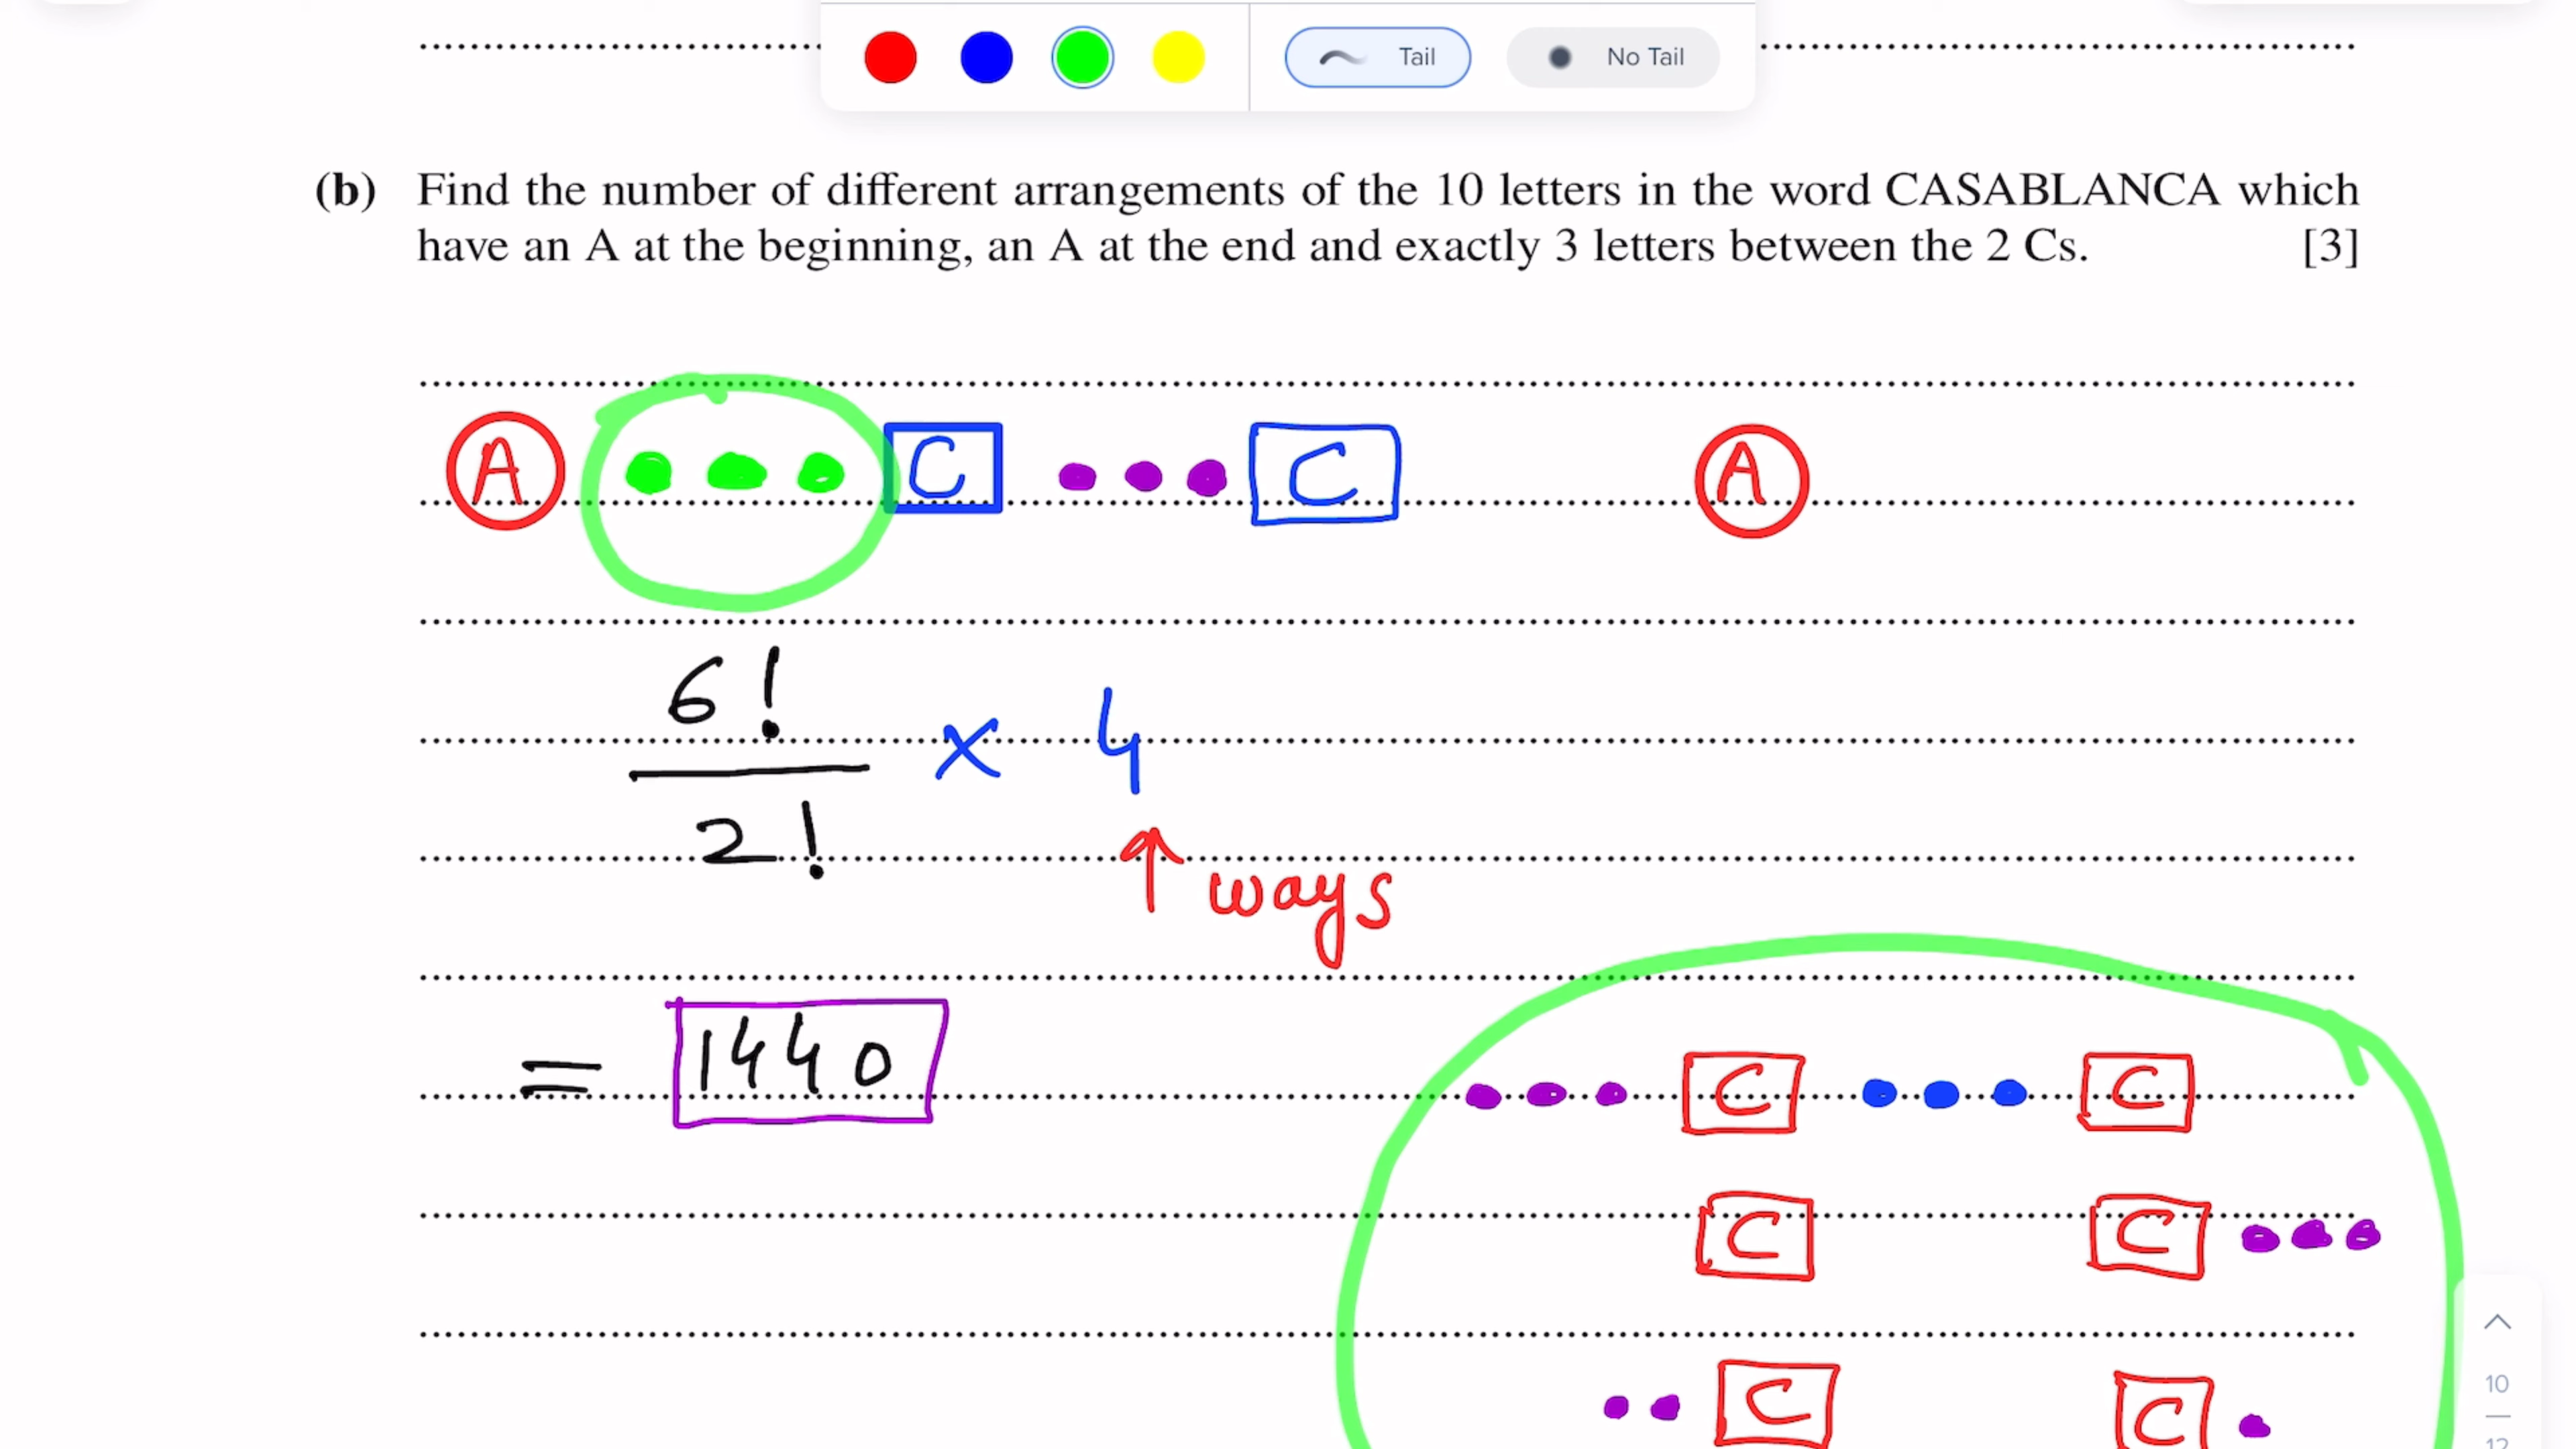 Tail No Tail
(b) Find the number of different arrangements of the 10 letters in the word CASABLANCA which
have an A at the beginning, an A at the end and exactly 3 letters between the 2 Cs. [3]
A C C A
6!
× 4
2!
ways
= 1440
C C
C C
C C
10
12